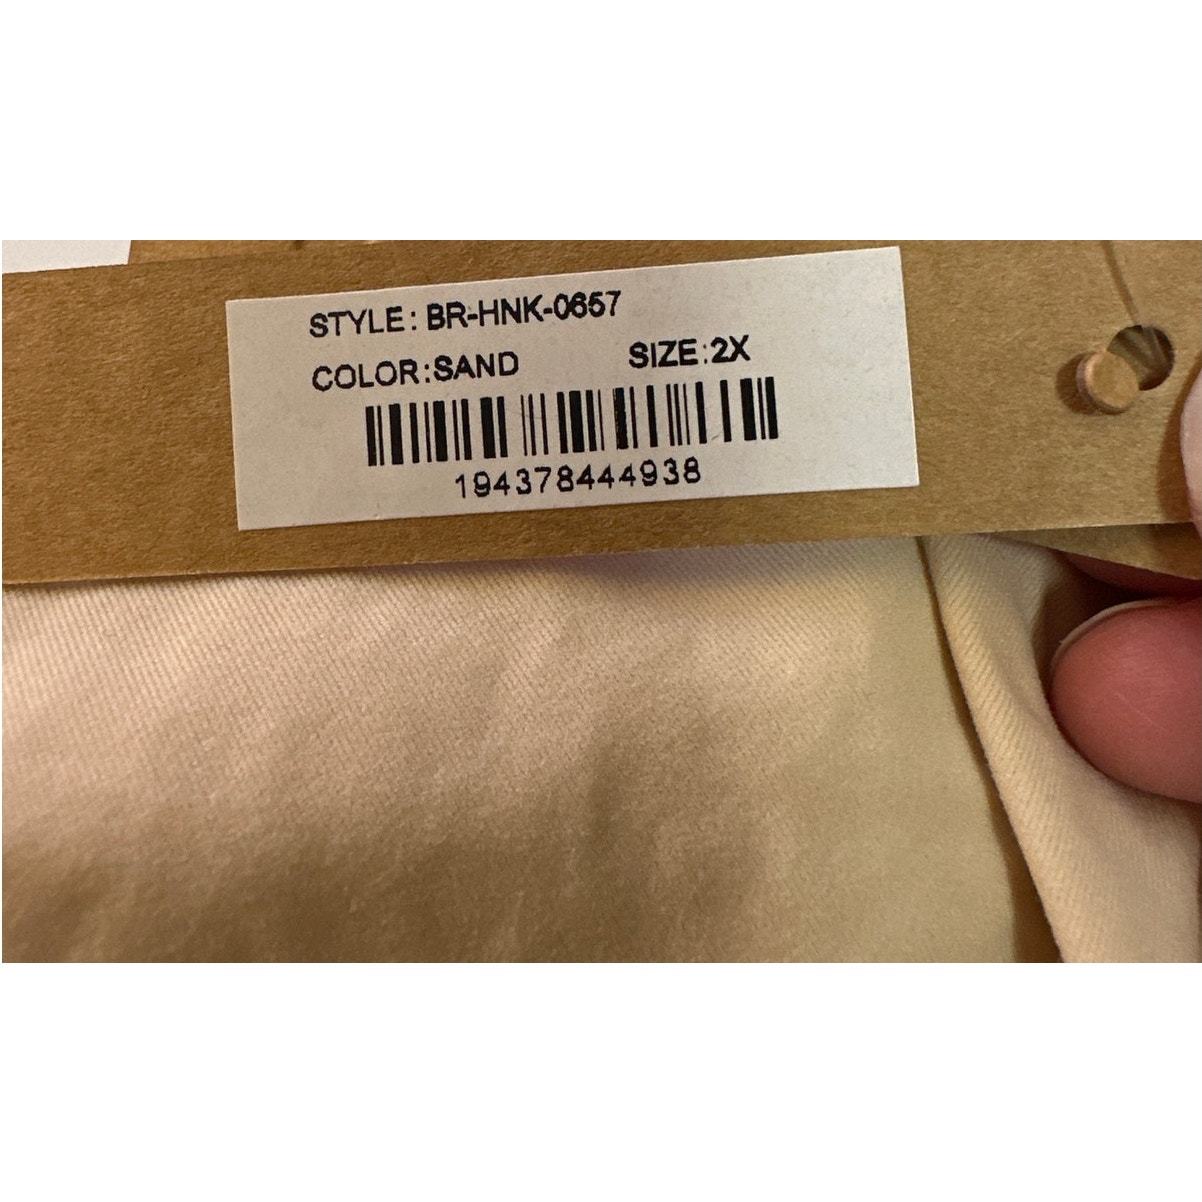 STYLE: BR-HNK-0657
COLOR:SAND SIZE:2X
194378444938